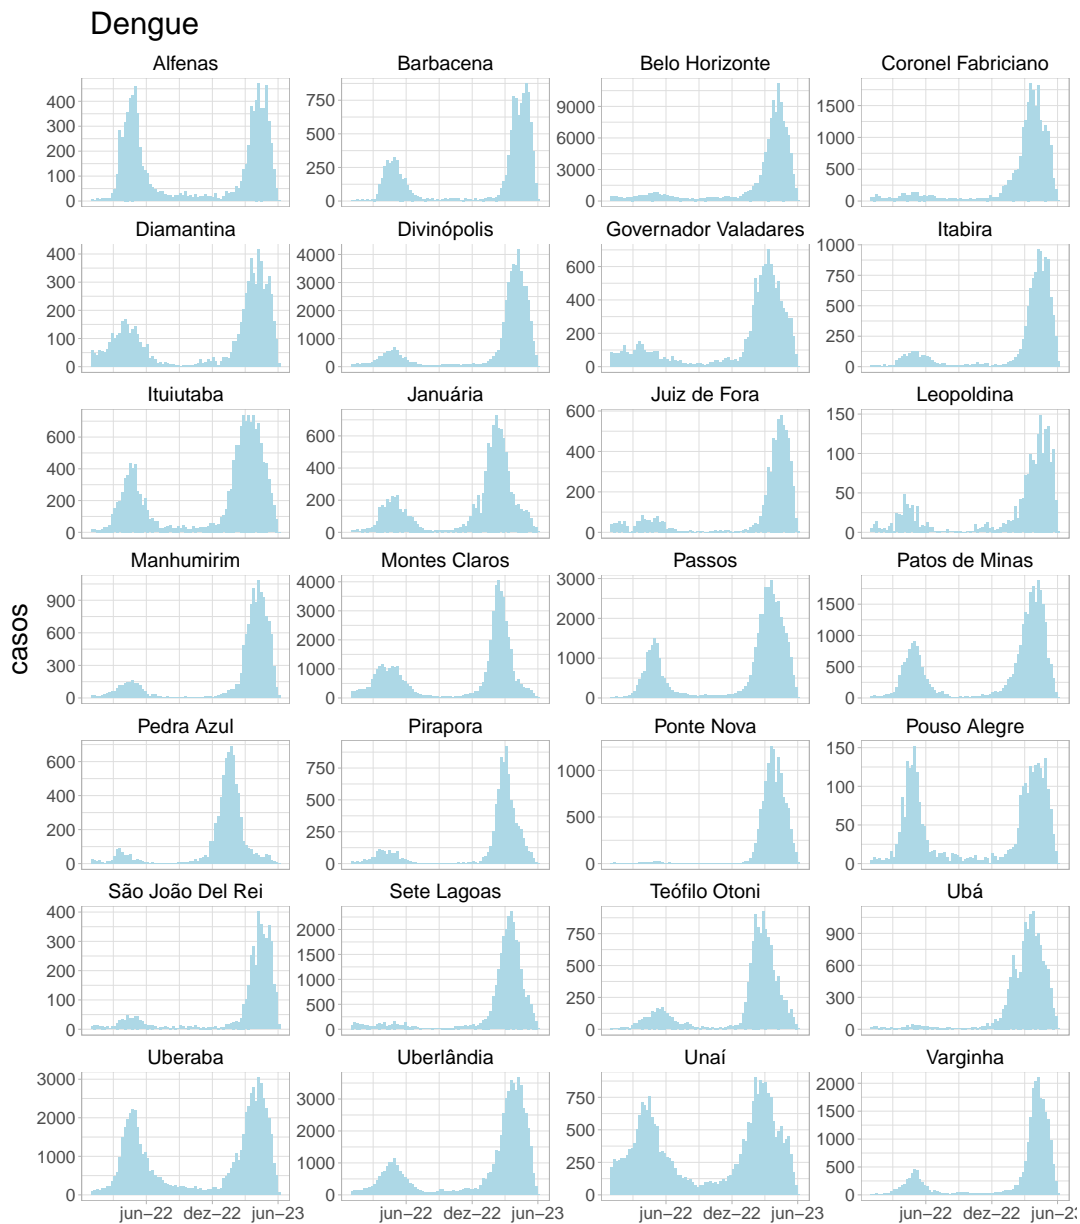 Dengue
Alfenas Barbacena Belo Horizonte Coronel Fabriciano
400 300 200 100 0
750 500 250 0
9000 6000 3000 0
1500 1000 500 0
Diamantina Divinópolis Governador Valadares Itabira
400 300 200 100 0
4000 3000 2000 1000 0
600 400 200 0
1000 750 500 250 0
Ituiutaba Januária Juiz de Fora Leopoldina
600 400 200 0
600 400 200 0
600 400 200 0
150 100 50 0
Manhumirim Montes Claros Passos Patos de Minas
900 600 300 0
4000 3000 2000 1000 0
3000 2000 1000 0
1500 1000 500 0
casos
Pedra Azul Pirapora Ponte Nova Pouso Alegre
600 400 200 0
750 500 250 0
1000 500 0
150 100 50 0
São João Del Rei Sete Lagoas Teófilo Otoni Ubá
400 300 200 100 0
2000 1500 1000 500 0
750 500 250 0
900 600 300 0
Uberaba Uberlândia Unaí Varginha
3000 2000 1000 0
3000 2000 1000 0
750 500 250 0
2000 1500 1000 500 0
jun–22 dez–22 jun–23 jun–22 dez–22 jun–23 jun–22 dez–22 jun–23 jun–22 dez–22